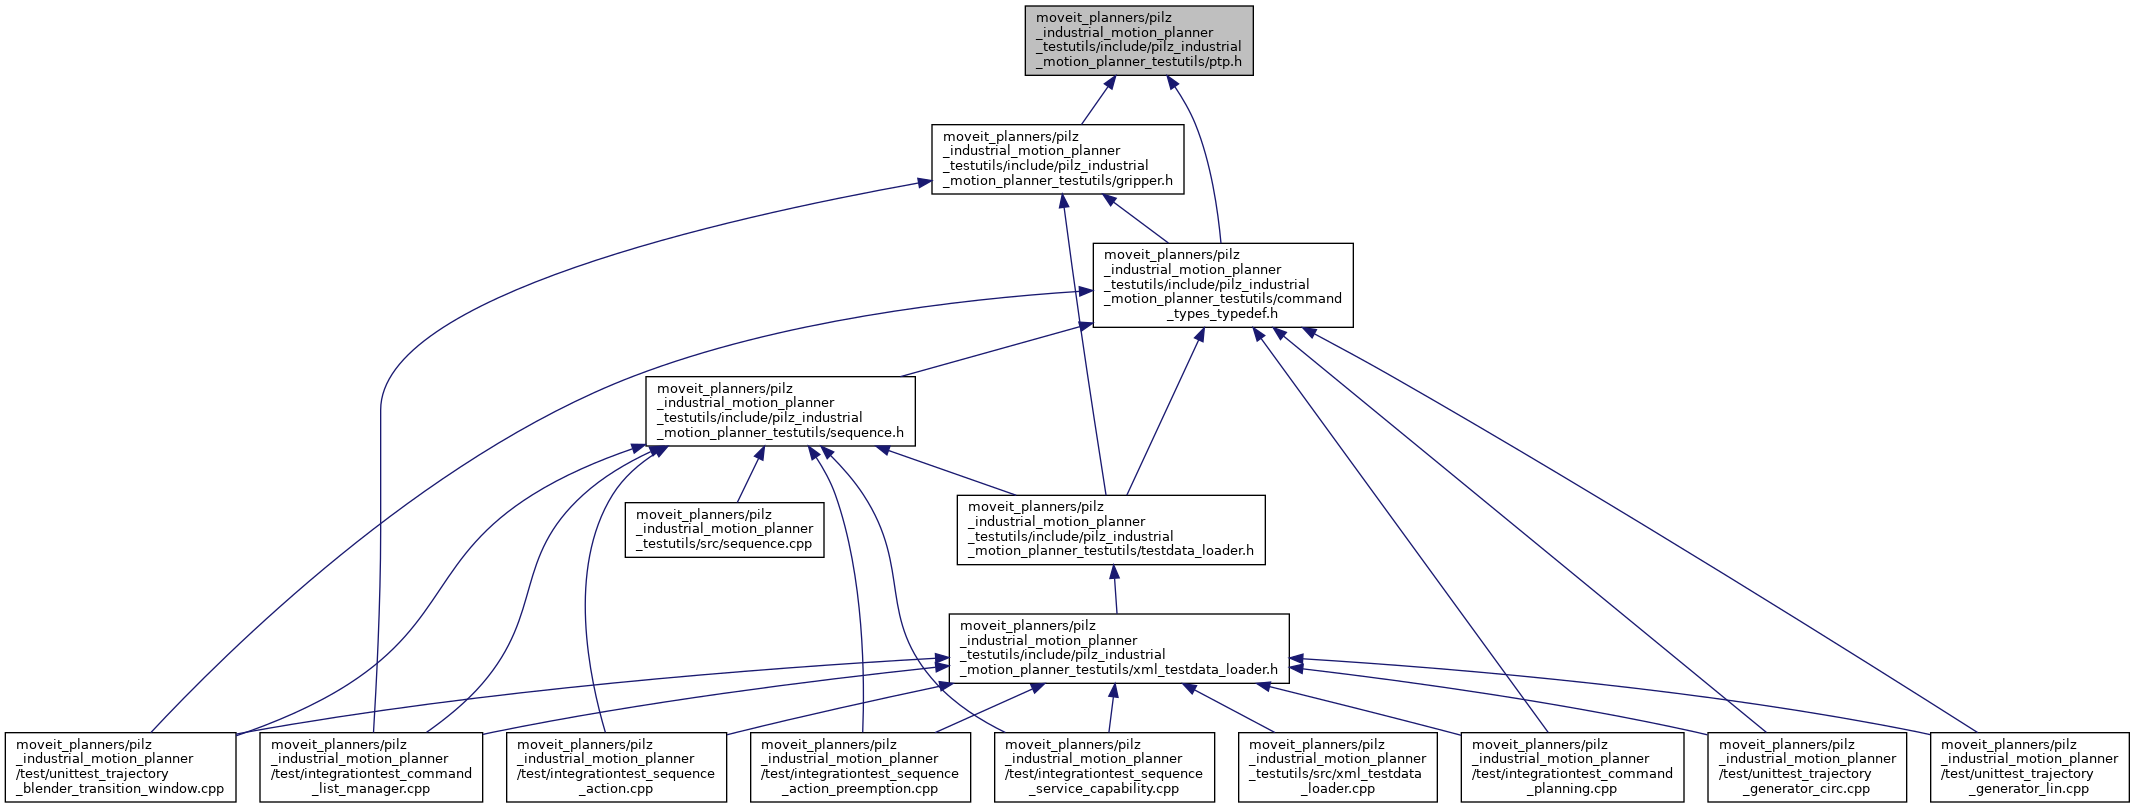 moveit_planners/pilz
_industrial_motion_planner
_testutils/include/pilz_industrial
_motion_planner_testutils/ptp.h
moveit_planners/pilz
_industrial_motion_planner
_testutils/include/pilz_industrial
_motion_planner_testutils/gripper.h
moveit_planners/pilz
_industrial_motion_planner
_testutils/include/pilz_industrial
_motion_planner_testutils/command
_types_typedef.h
moveit_planners/pilz
_industrial_motion_planner
_testutils/include/pilz_industrial
_motion_planner_testutils/sequence.h
moveit_planners/pilz
_industrial_motion_planner
_testutils/src/sequence.cpp
moveit_planners/pilz
_industrial_motion_planner
_testutils/include/pilz_industrial
_motion_planner_testutils/testdata_loader.h
moveit_planners/pilz
_industrial_motion_planner
_testutils/include/pilz_industrial
_motion_planner_testutils/xml_testdata_loader.h
moveit_planners/pilz
_industrial_motion_planner
/test/unittest_trajectory
_blender_transition_window.cpp
moveit_planners/pilz
_industrial_motion_planner
/test/integrationtest_command
_list_manager.cpp
moveit_planners/pilz
_industrial_motion_planner
/test/integrationtest_sequence
_action.cpp
moveit_planners/pilz
_industrial_motion_planner
/test/integrationtest_sequence
_action_preemption.cpp
moveit_planners/pilz
_industrial_motion_planner
/test/integrationtest_sequence
_service_capability.cpp
moveit_planners/pilz
_industrial_motion_planner
_testutils/src/xml_testdata
_loader.cpp
moveit_planners/pilz
_industrial_motion_planner
/test/integrationtest_command
_planning.cpp
moveit_planners/pilz
_industrial_motion_planner
/test/unittest_trajectory
_generator_circ.cpp
moveit_planners/pilz
_industrial_motion_planner
/test/unittest_trajectory
_generator_lin.cpp